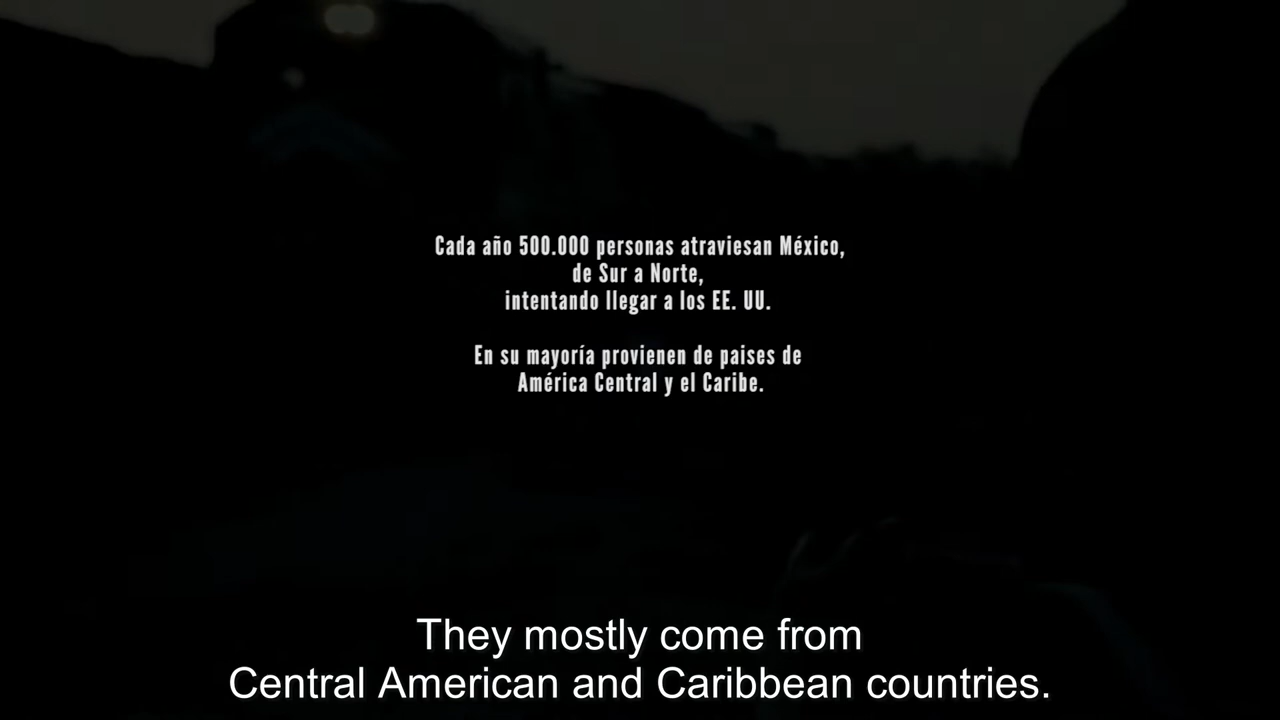 Cada año 500.000 personas atraviesan México,
de Sur a Norte,
intentando llegar a los EE. UU.
En su mayoría provienen de paises de
América Central y el Caribe.
They mostly come from
Central American and Caribbean countries.